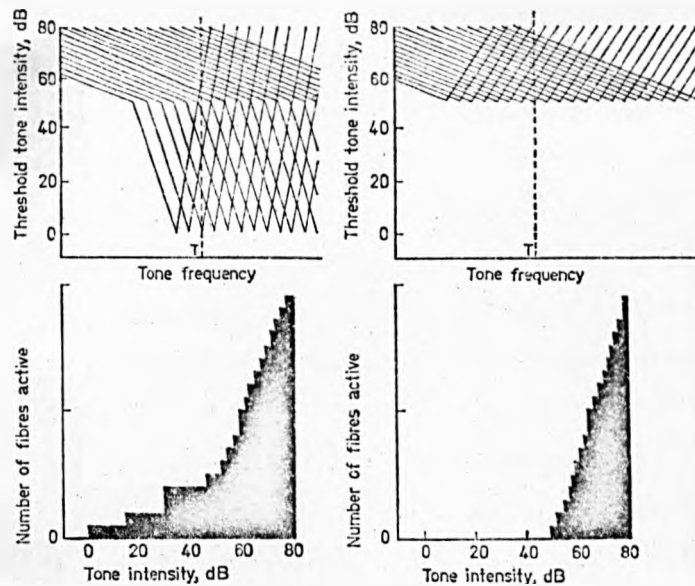 Threshold tone intensity, dB
80
60
40
20
0
T
Tone frequency
Threshold tone intensity, dB
80
60
40
20
0
T
Tone frequency
Number of fibres active
0
0 20 40 60 80
Tone intensity, dB
Number of fibres active
0
0 20 40 60 80
Tone intensity, dB